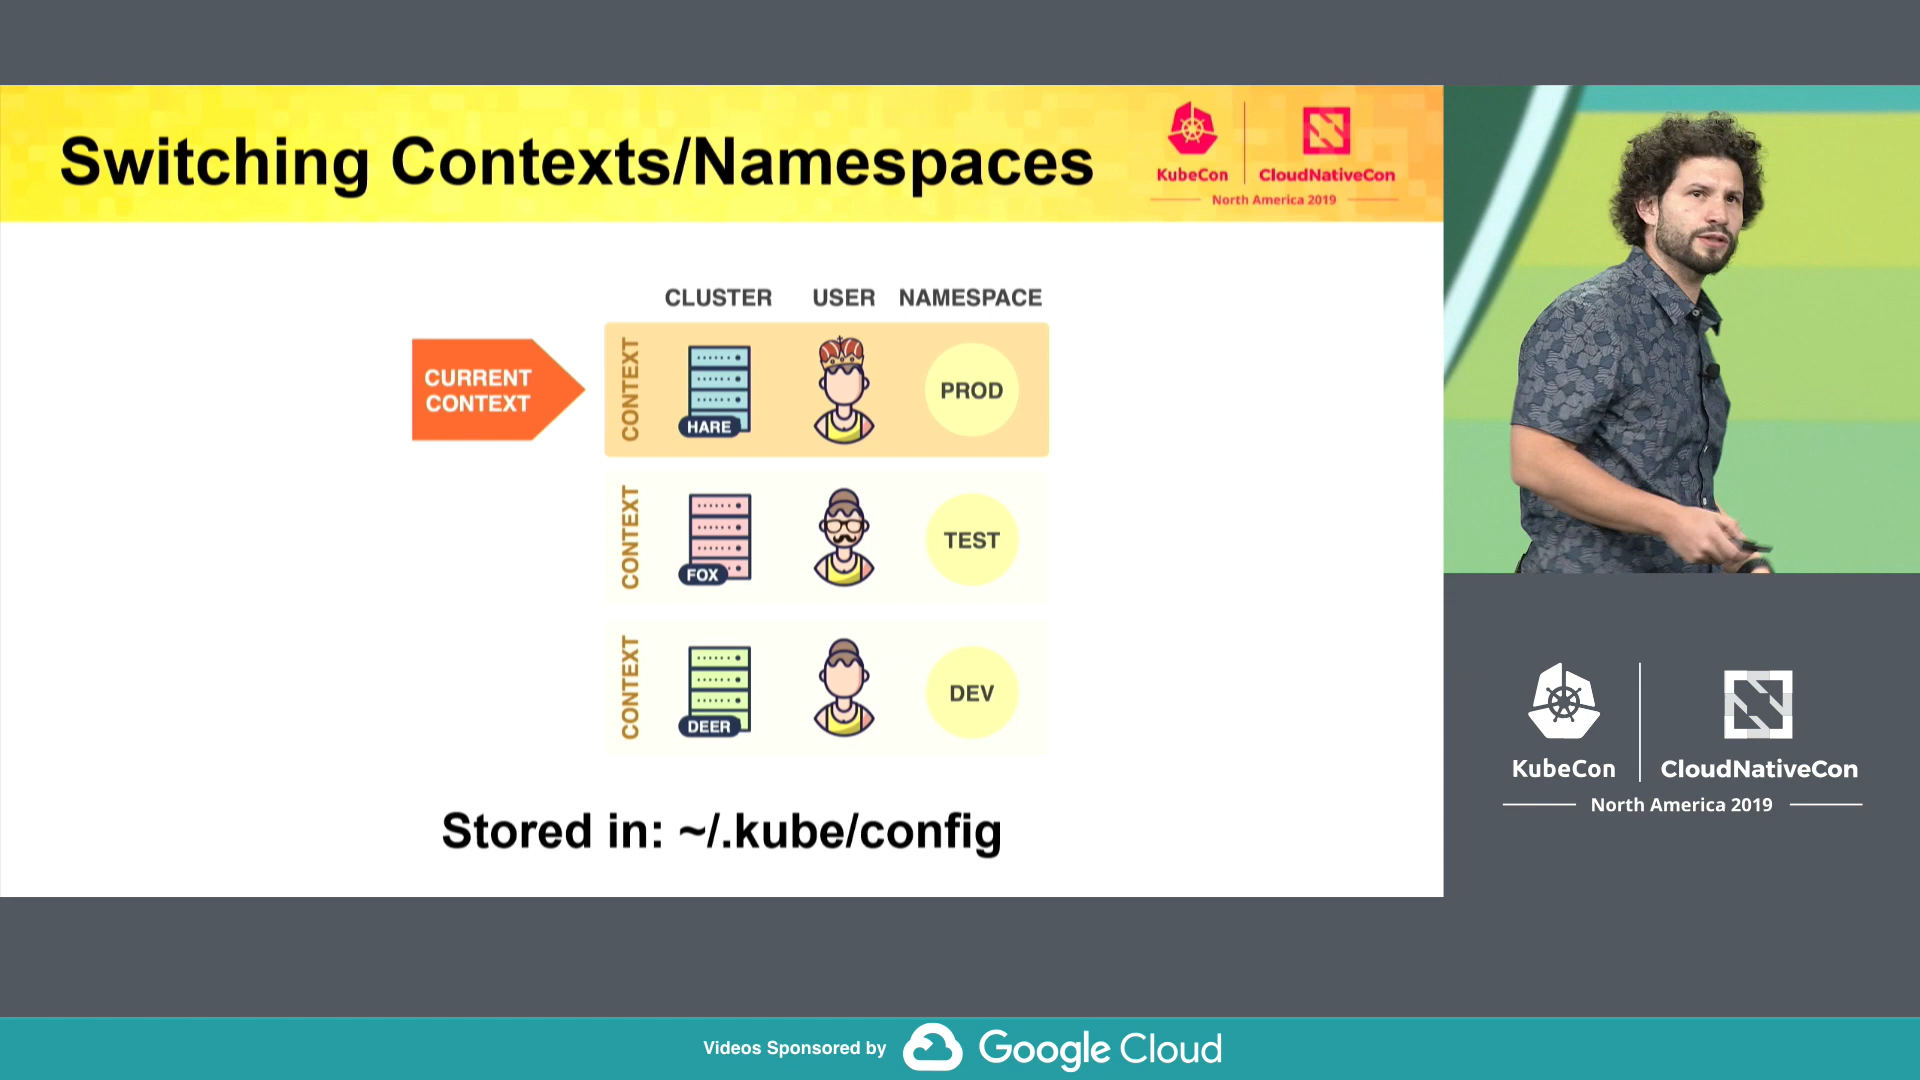 Switching Contexts/Namespaces
KubeCon
CloudNativeCon
North America 2019
CLUSTER USER NAMESPACE
CURRENT
CONTEXT
CONTEXT
HARE
PROD
CONTEXT
FOX
TEST
CONTEXT
DEER
DEV
Stored in: ~/.kube/config
KubeCon
CloudNativeCon
North America 2019
Videos Sponsored by
Google Cloud